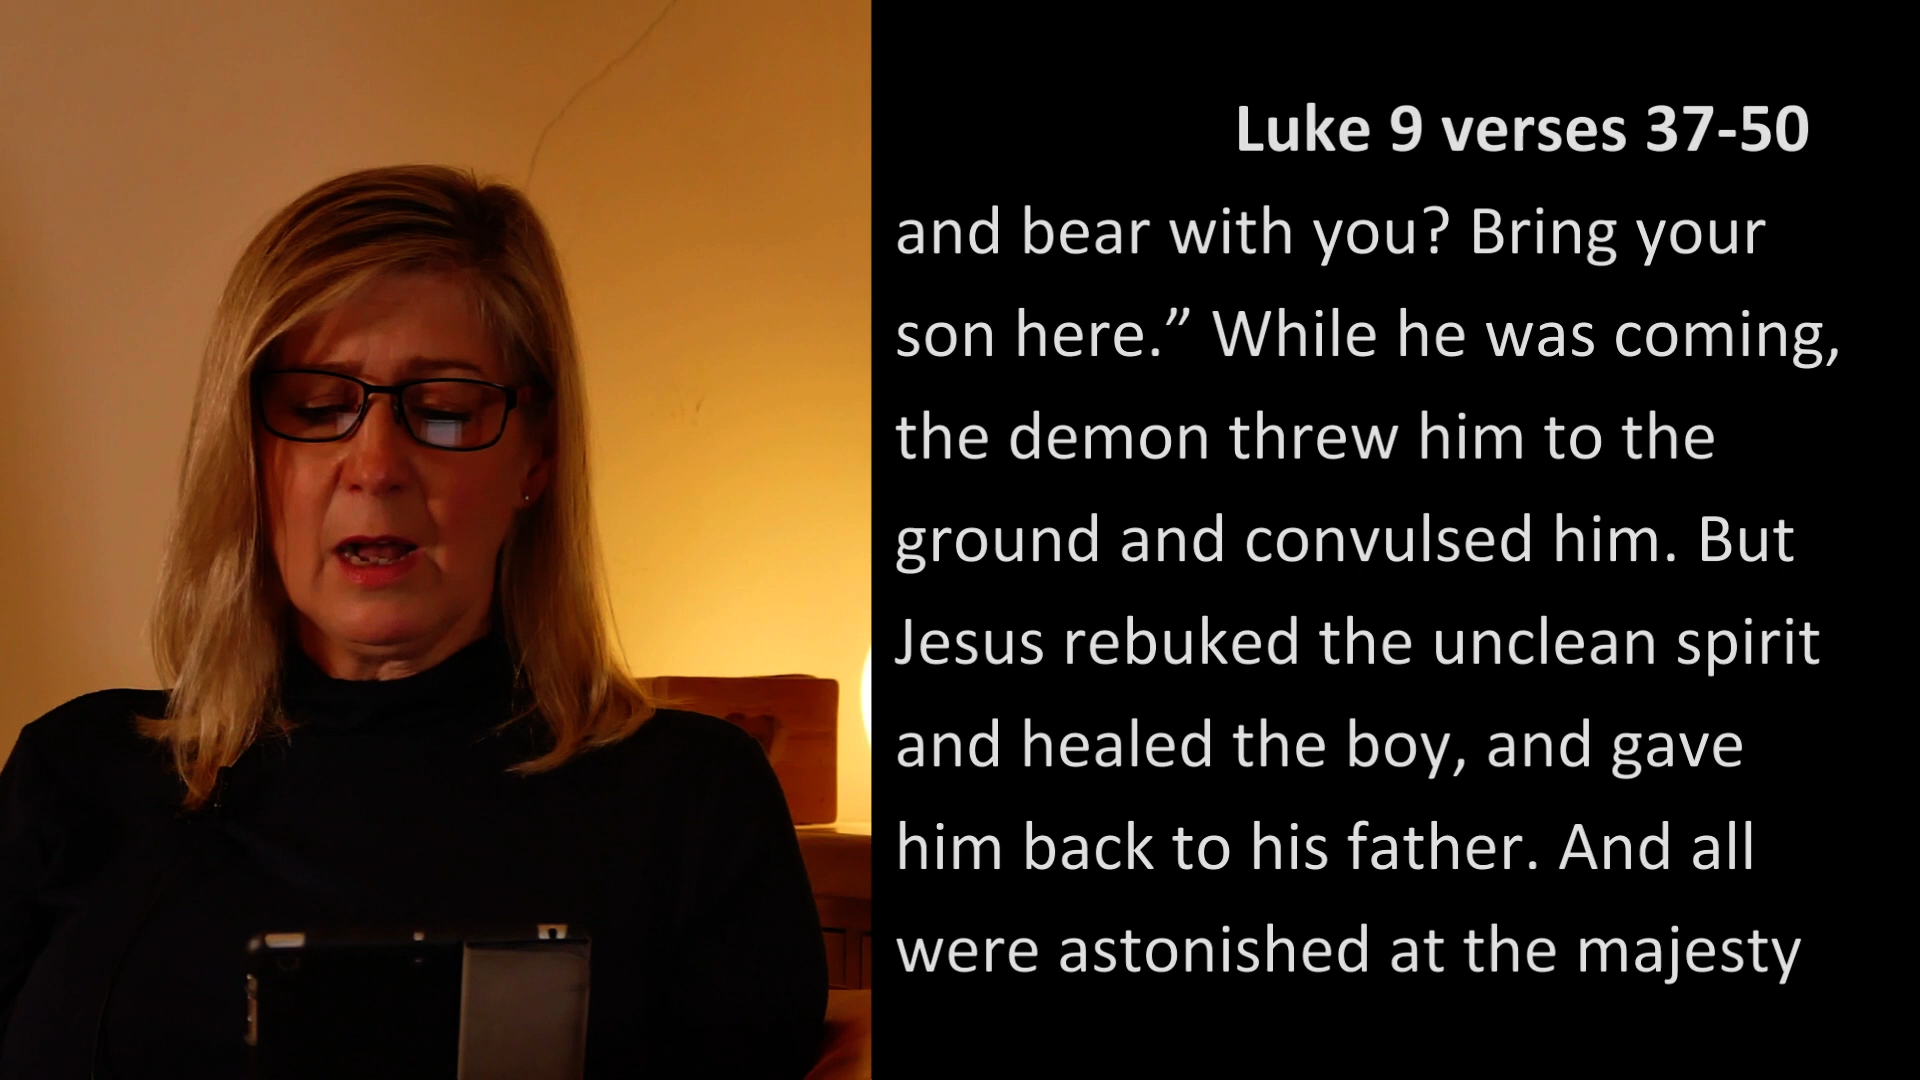 Luke 9 verses 37-50
and bear with you? Bring your
son here.” While he was coming,
the demon threw him to the
ground and convulsed him. But
Jesus rebuked the unclean spirit
and healed the boy, and gave
him back to his father. And all
were astonished at the majesty